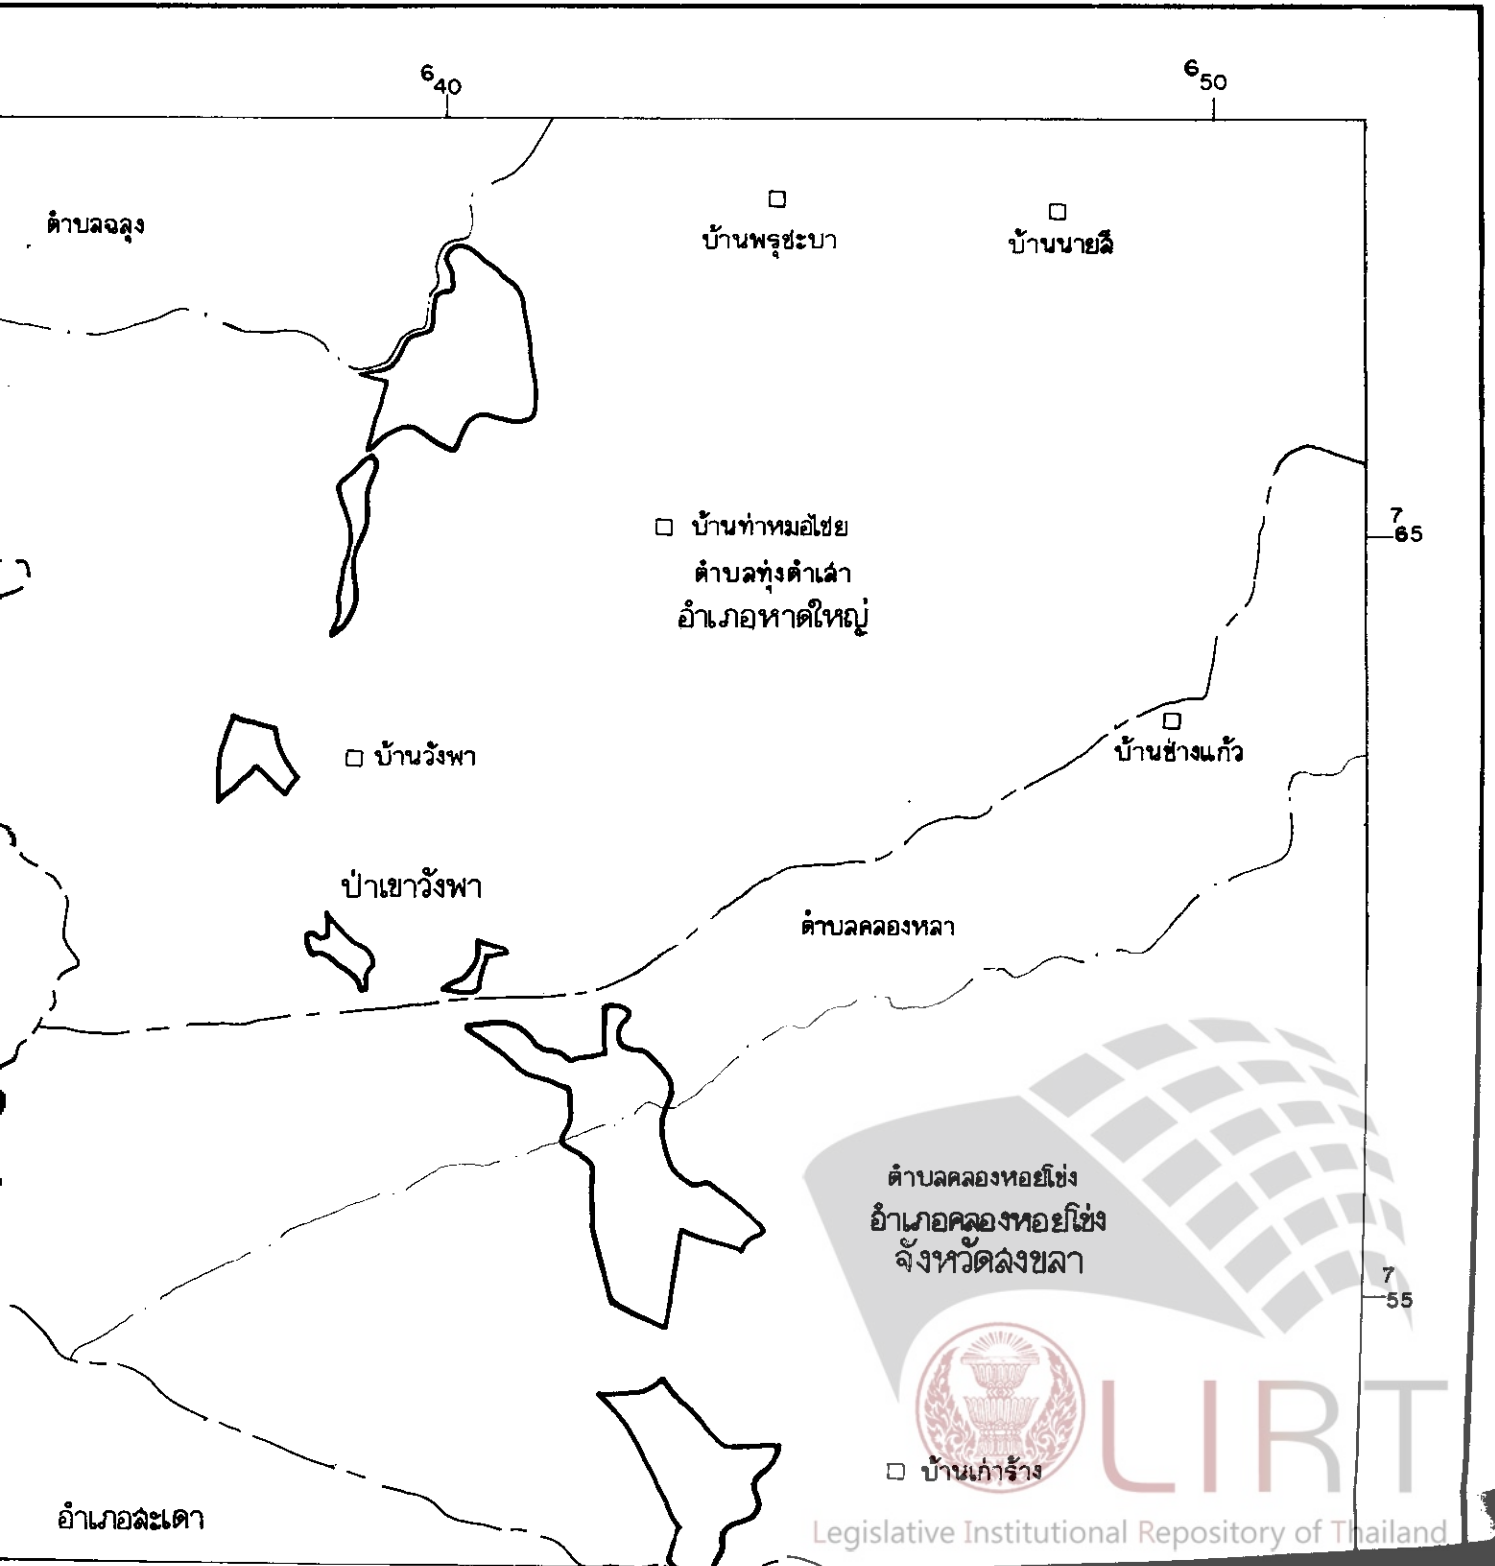 6 40
6 50
ตำบลฉลุง
บ้านพรุชะบา
บ้านนายสี
7 65
บ้านท่าหมอไชย
ตำบลทุ่งตำเสา
อำเภอหาดใหญ่
บ้านช่างแก้ว
บ้านวังพา
ป่าเขาวังพา
ตำบลคลองหลา
ตำบลคลองหอยโข่ง
อำเภอคลองหอยโข่ง
จังหวัดสงขลา
7 55
บ้านเก่าร้าง
อำเภอสะเดา
LIRT
Legislative Institutional Repository of Thailand